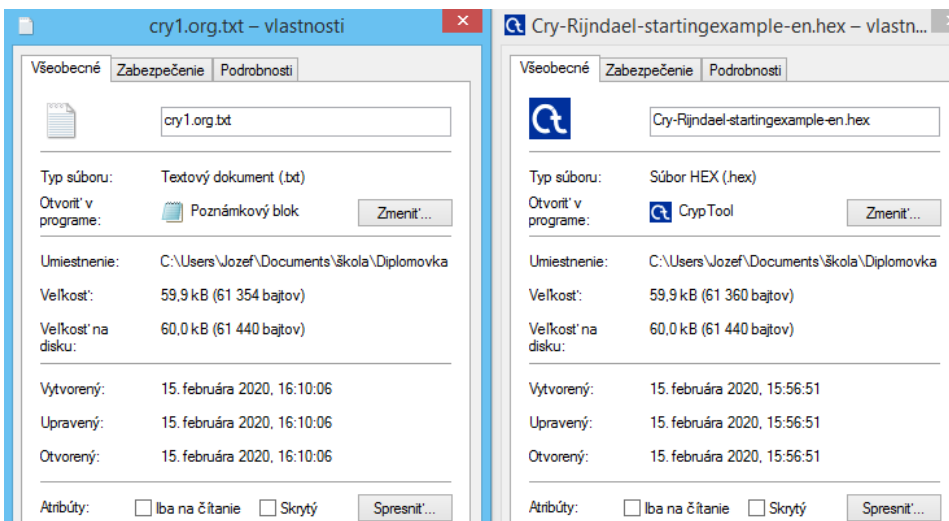 cry1.org.txt – vlastnosti
Všeobecné Zabezpečenie Podrobnosti
cry1.org.txt
Typ súboru: Textový dokument (.txt)
Otvoriť v programe: Poznámkový blok Zmeniť...
Umiestnenie: C:\Users\Jozef\Documents\škola\Diplomovka
Veľkosť: 59,9 kB (61 354 bajtov)
Veľkosť na disku: 60,0 kB (61 440 bajtov)
Vytvorený: 15. februára 2020, 16:10:06
Upravený: 15. februára 2020, 16:10:06
Otvorený: 15. februára 2020, 16:10:06
Atribúty: Iba na čítanie Skrytý Spresniť...
Cry-Rijndael-startingexample-en.hex – vlastn...
Všeobecné Zabezpečenie Podrobnosti
Cry-Rijndael-startingexample-en.hex
Typ súboru: Súbor HEX (.hex)
Otvoriť v programe: CrypTool Zmeniť...
Umiestnenie: C:\Users\Jozef\Documents\škola\Diplomovka
Veľkosť: 59,9 kB (61 360 bajtov)
Veľkosť na disku: 60,0 kB (61 440 bajtov)
Vytvorený: 15. februára 2020, 15:56:51
Upravený: 15. februára 2020, 15:56:51
Otvorený: 15. februára 2020, 15:56:51
Atribúty: Iba na čítanie Skrytý Spresniť...